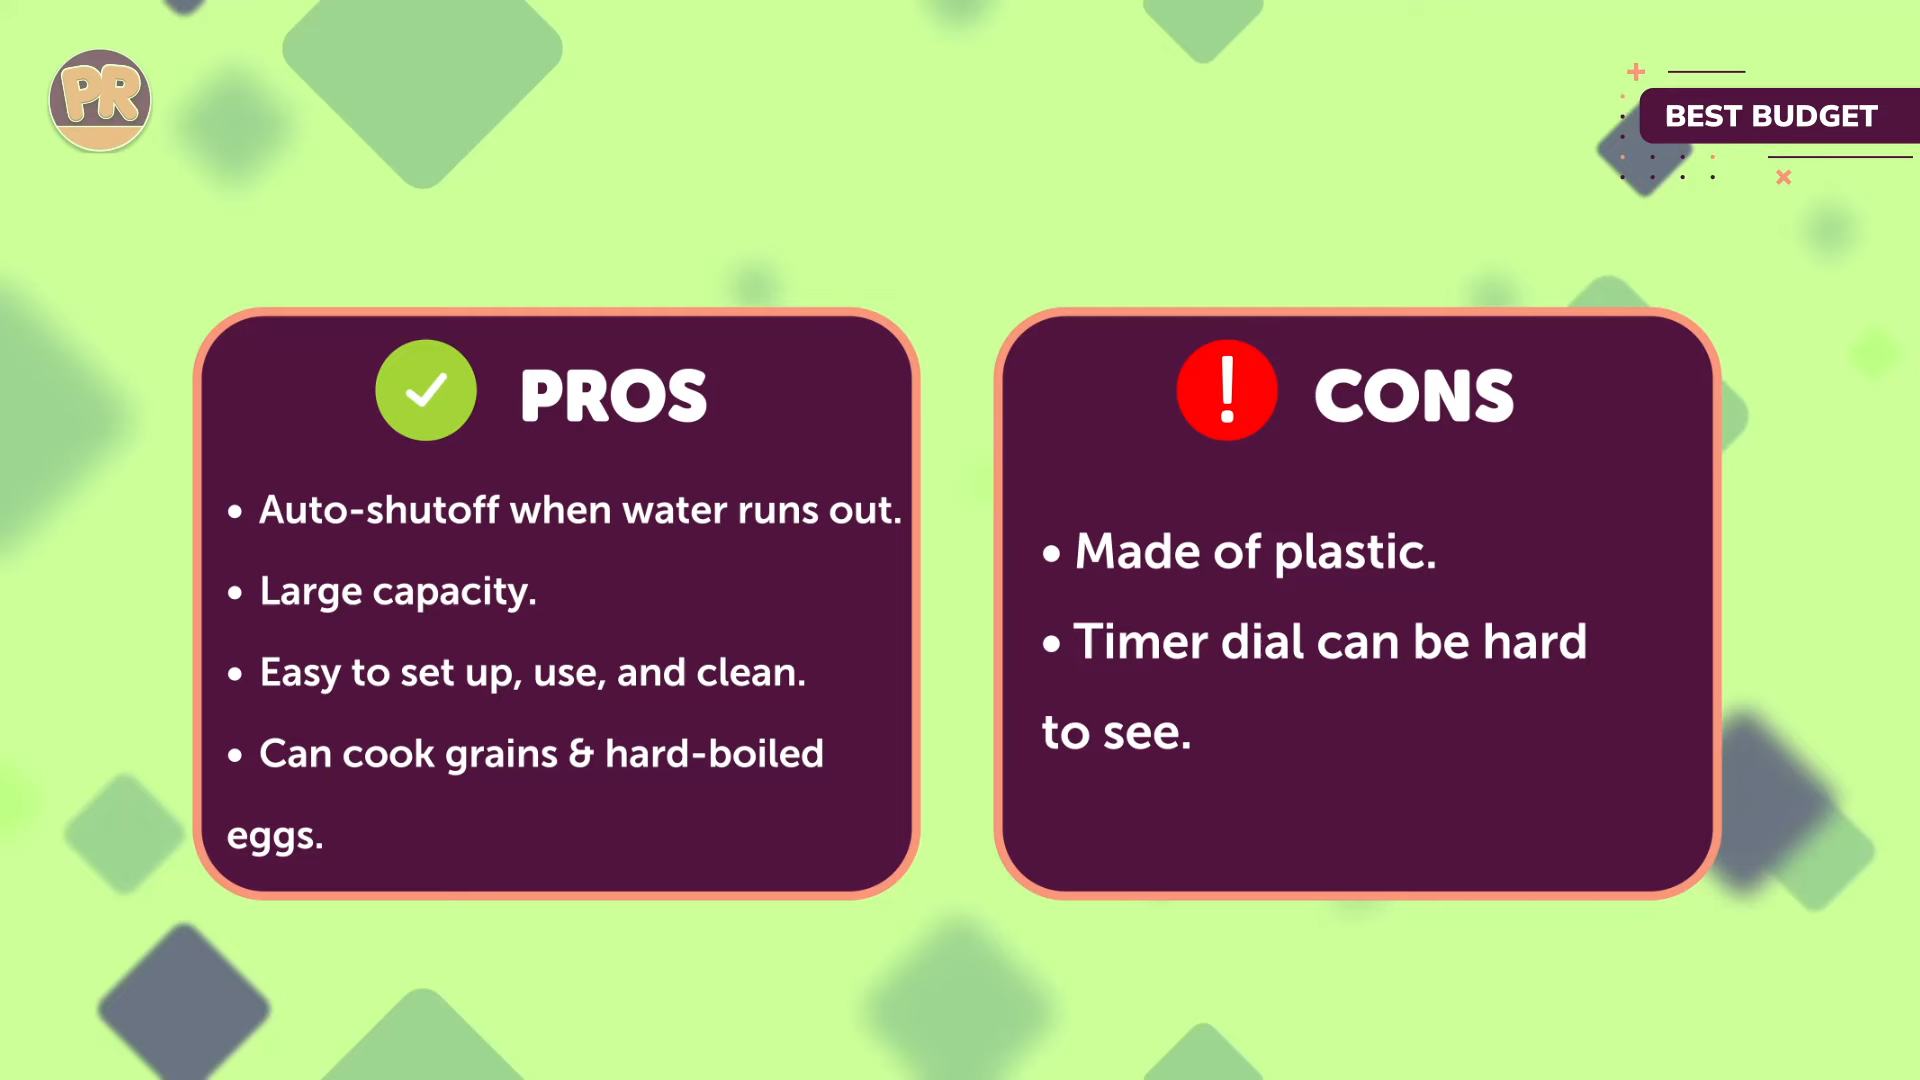 PR
BEST BUDGET
PROS
• Auto-shutoff when water runs out.
• Large capacity.
• Easy to set up, use, and clean.
• Can cook grains & hard-boiled
eggs.
CONS
• Made of plastic.
• Timer dial can be hard
to see.